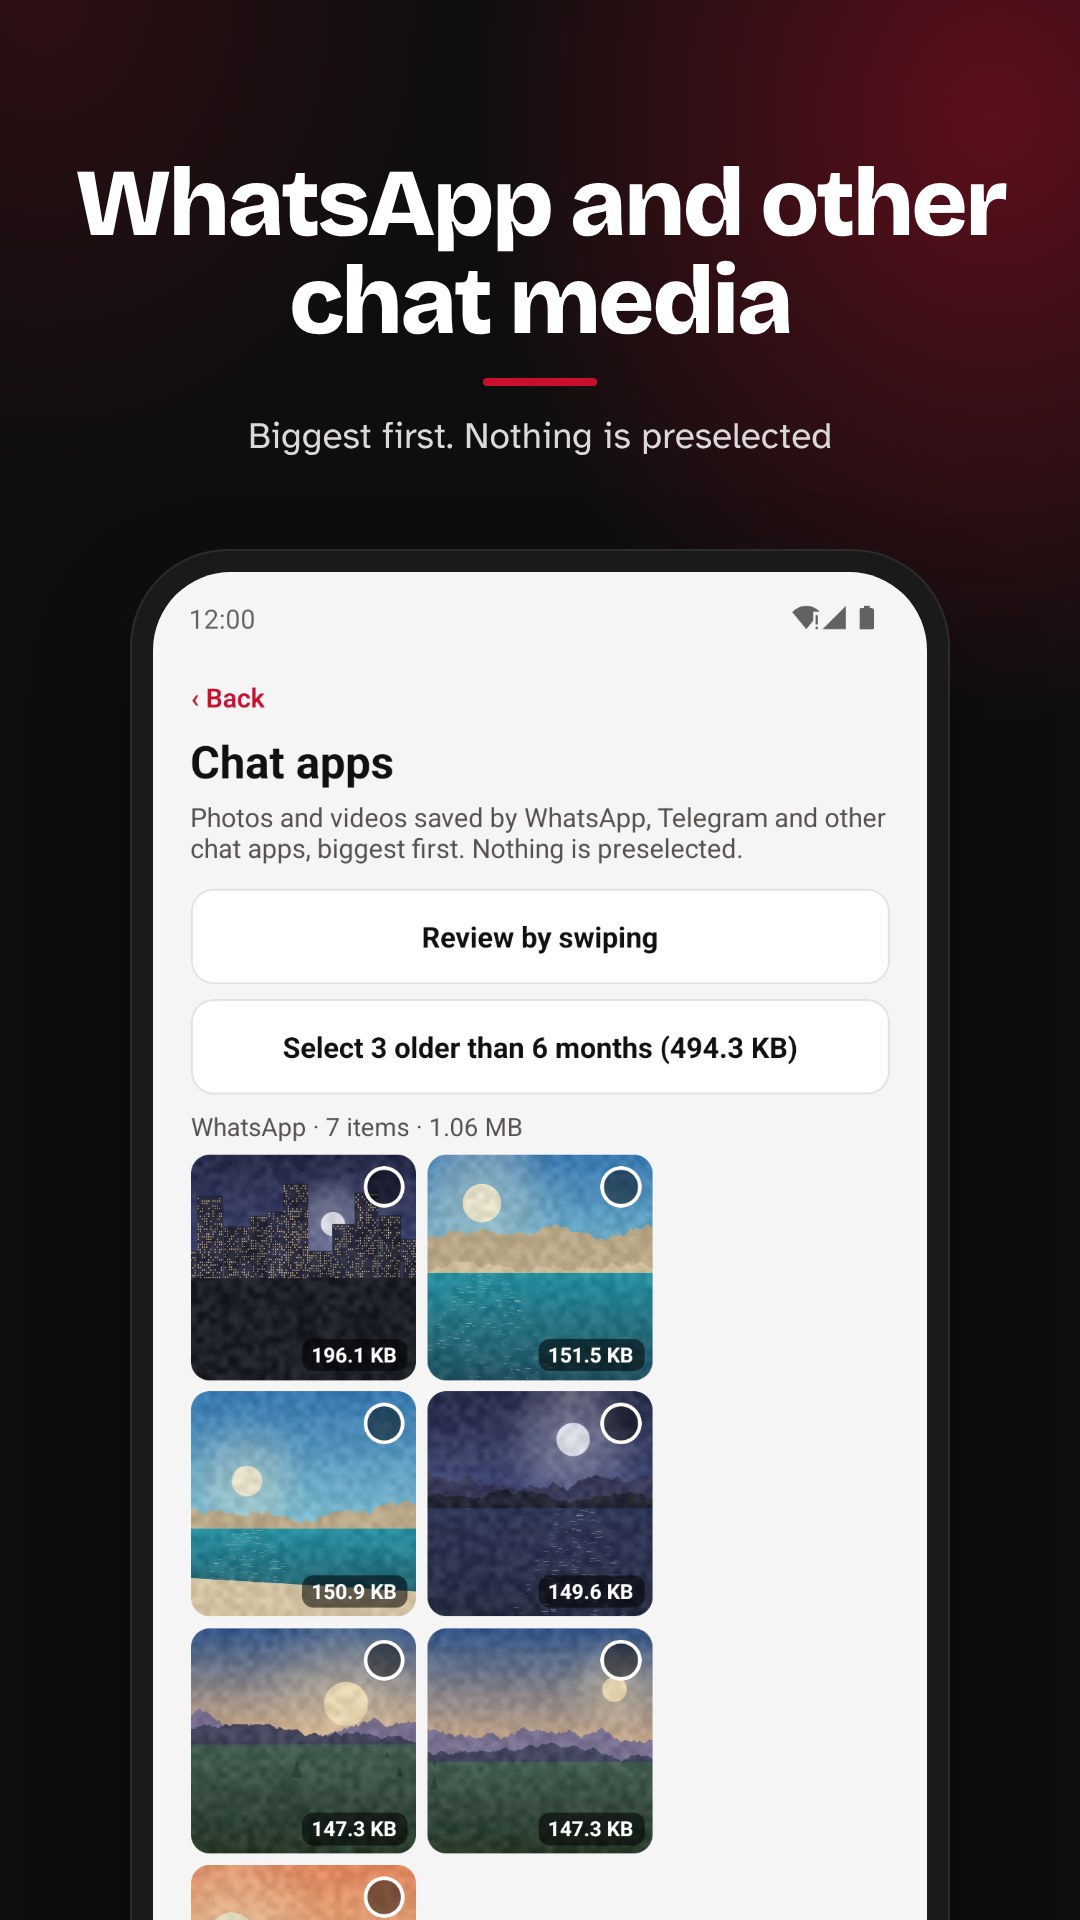 WhatsApp and other
chat media
Biggest first. Nothing is preselected
12:00
‹ Back
Chat apps
Photos and videos saved by WhatsApp, Telegram and other
chat apps, biggest first. Nothing is preselected.
Review by swiping
Select 3 older than 6 months (494.3 KB)
WhatsApp · 7 items · 1.06 MB
196.1 KB
151.5 KB
150.9 KB
149.6 KB
147.3 KB
147.3 KB